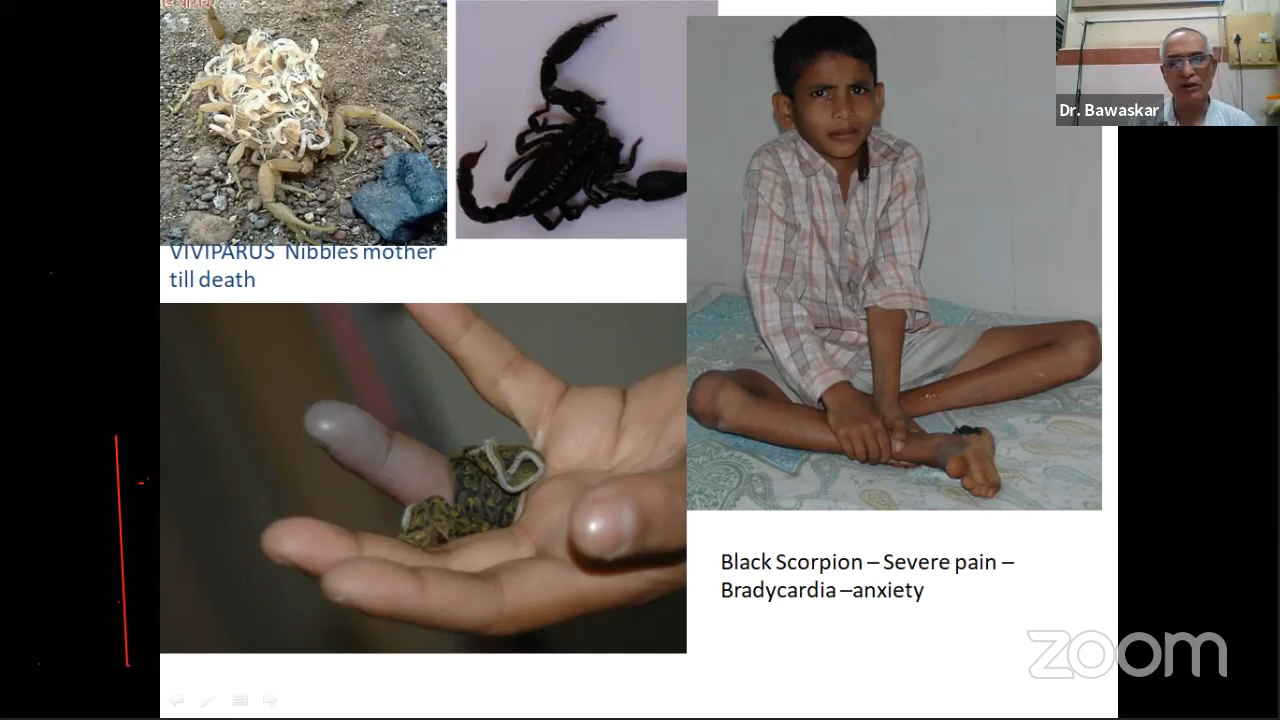 VIVIPARUS Nibbles mother
till death
Dr. Bawaskar
Black Scorpion – Severe pain –
Bradycardia –anxiety
zoom